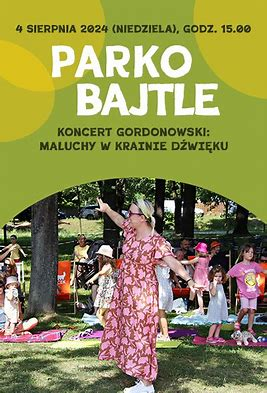 4 SIERPNIA 2024 (NIEDZIELA), GODZ. 15.00
PARKO
BAJTLE
KONCERT GORDONOWSKI:
MALUCHY W KRAINIE DŹWIĘKU